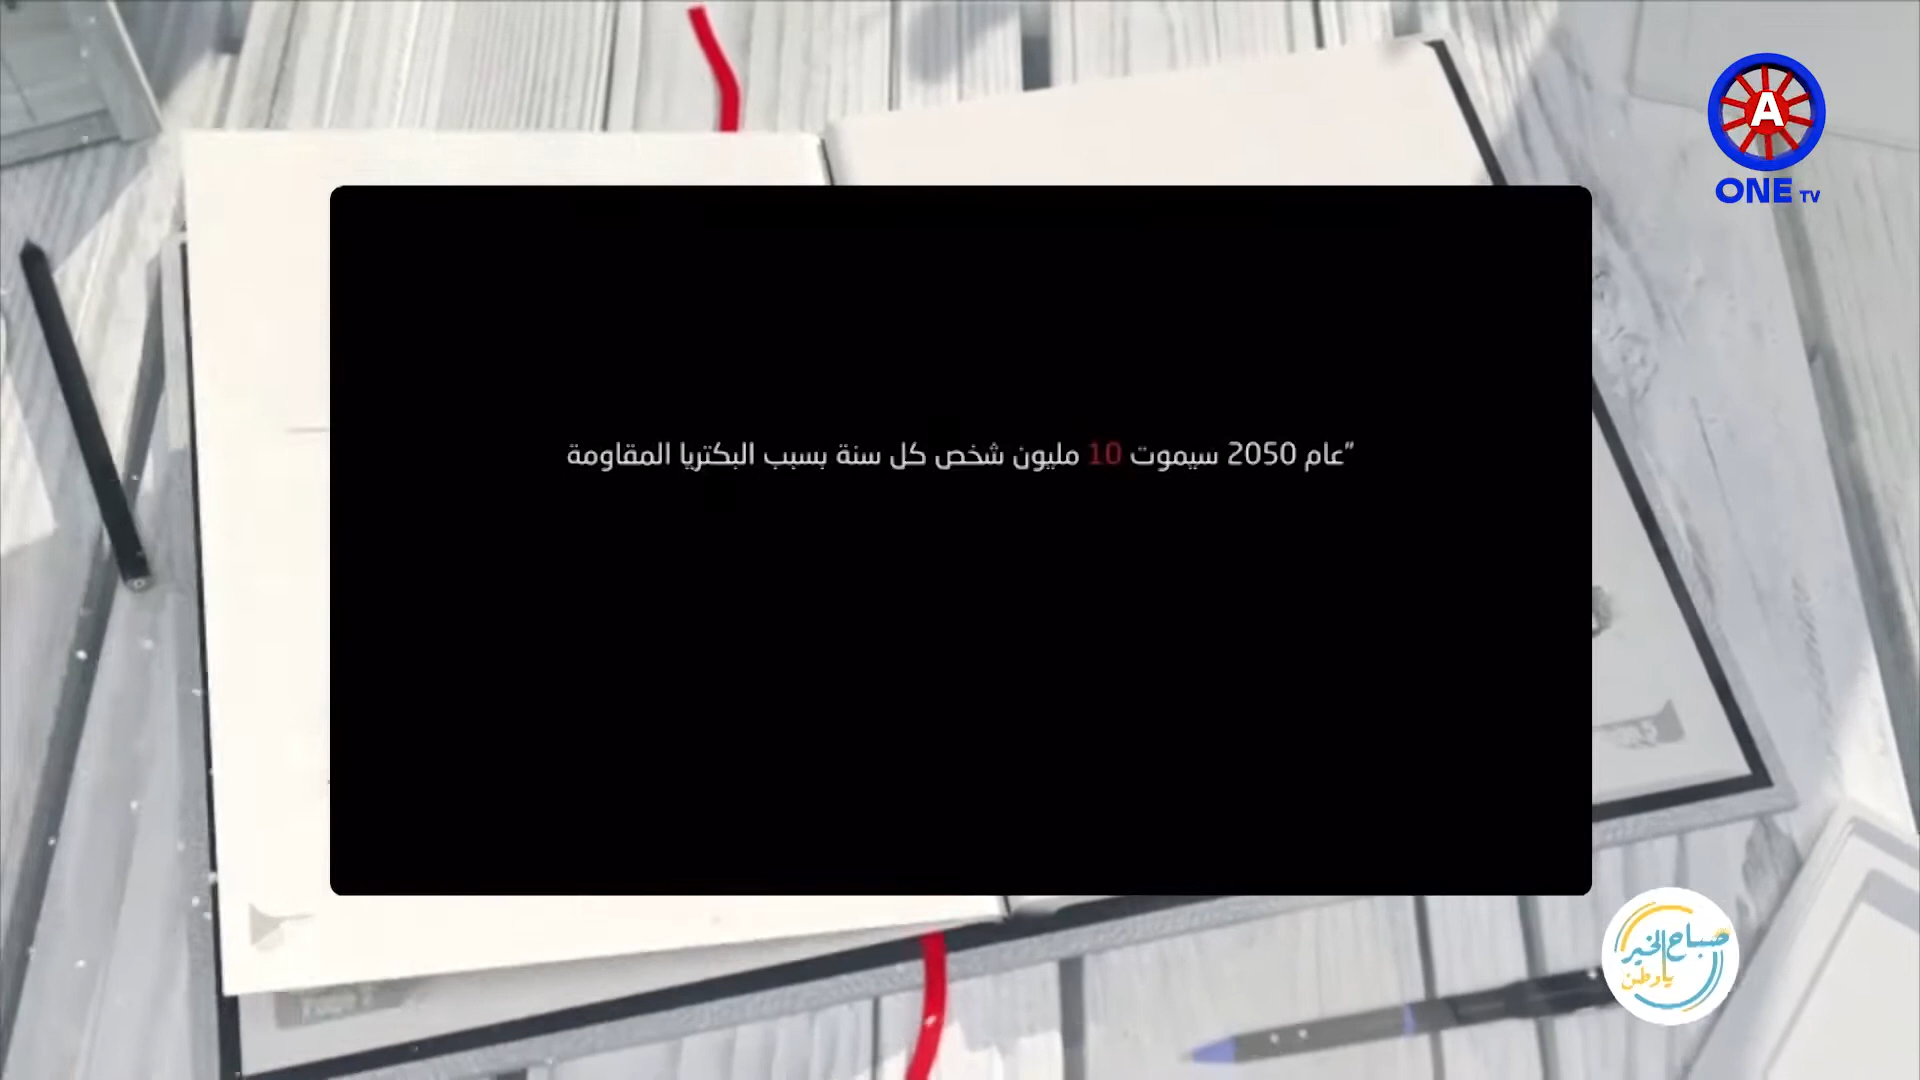 A
ONE TV
"عام 2050 سيموت 10 مليون شخص كل سنة بسبب البكتريا المقاومة
صباح الخير
يا وطن